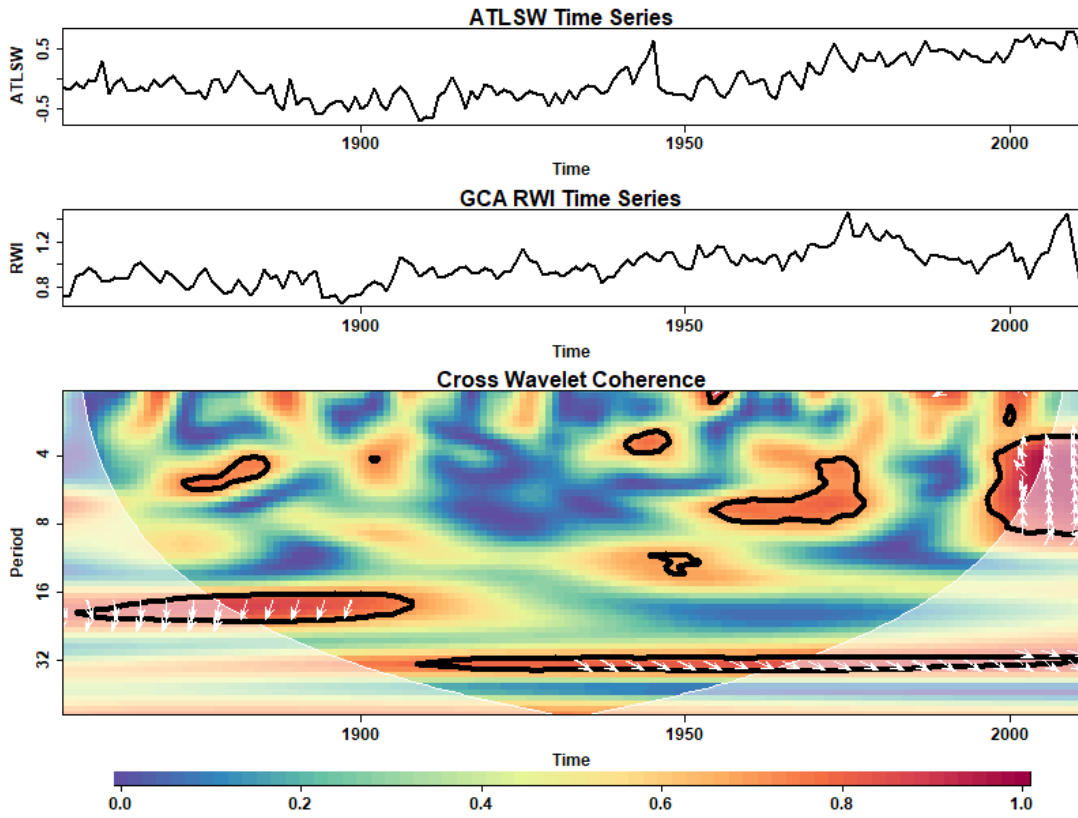 ATLSW Time Series
ATLSW
0.5
-0.5
1900
1950
2000
Time
GCA RWI Time Series
RWI
1.2
0.8
1900
1950
2000
Time
Cross Wavelet Coherence
Period
4
8
16
32
1900
1950
2000
Time
0.0
0.2
0.4
0.6
0.8
1.0